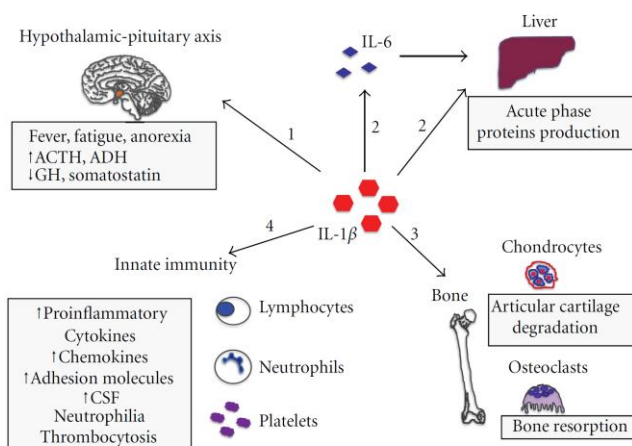 Hypothalamic-pituitary axis
Fever, fatigue, anorexia
↑ACTH, ADH
↓GH, somatostatin
IL-6
Liver
Acute phase
proteins production
1
2
2
IL-1β
4
3
Innate immunity
↑Proinflammatory
Cytokines
↑Chemokines
↑Adhesion molecules
↑CSF
Neutrophilia
Thrombocytosis
Lymphocytes
Neutrophils
Platelets
Bone
Chondrocytes
Articular cartilage
degradation
Osteoclasts
Bone resorption